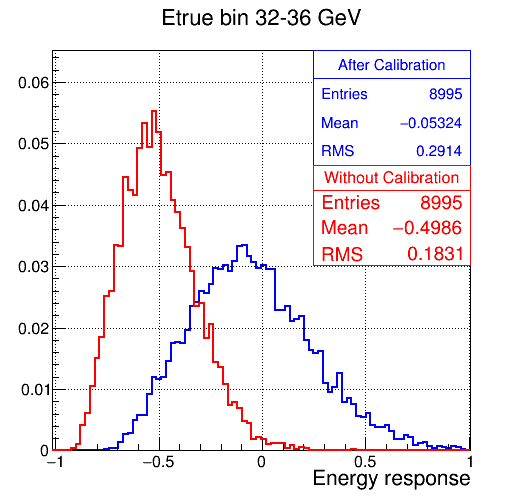 Etrue bin 32-36 GeV
After Calibration
Entries 8995
Mean −0.05324
RMS 0.2914
Without Calibration
Entries 8995
Mean −0.4986
RMS 0.1831
0.06
0.05
0.04
0.03
0.02
0.01
0
−1 −0.5 0 0.5 1
Energy response